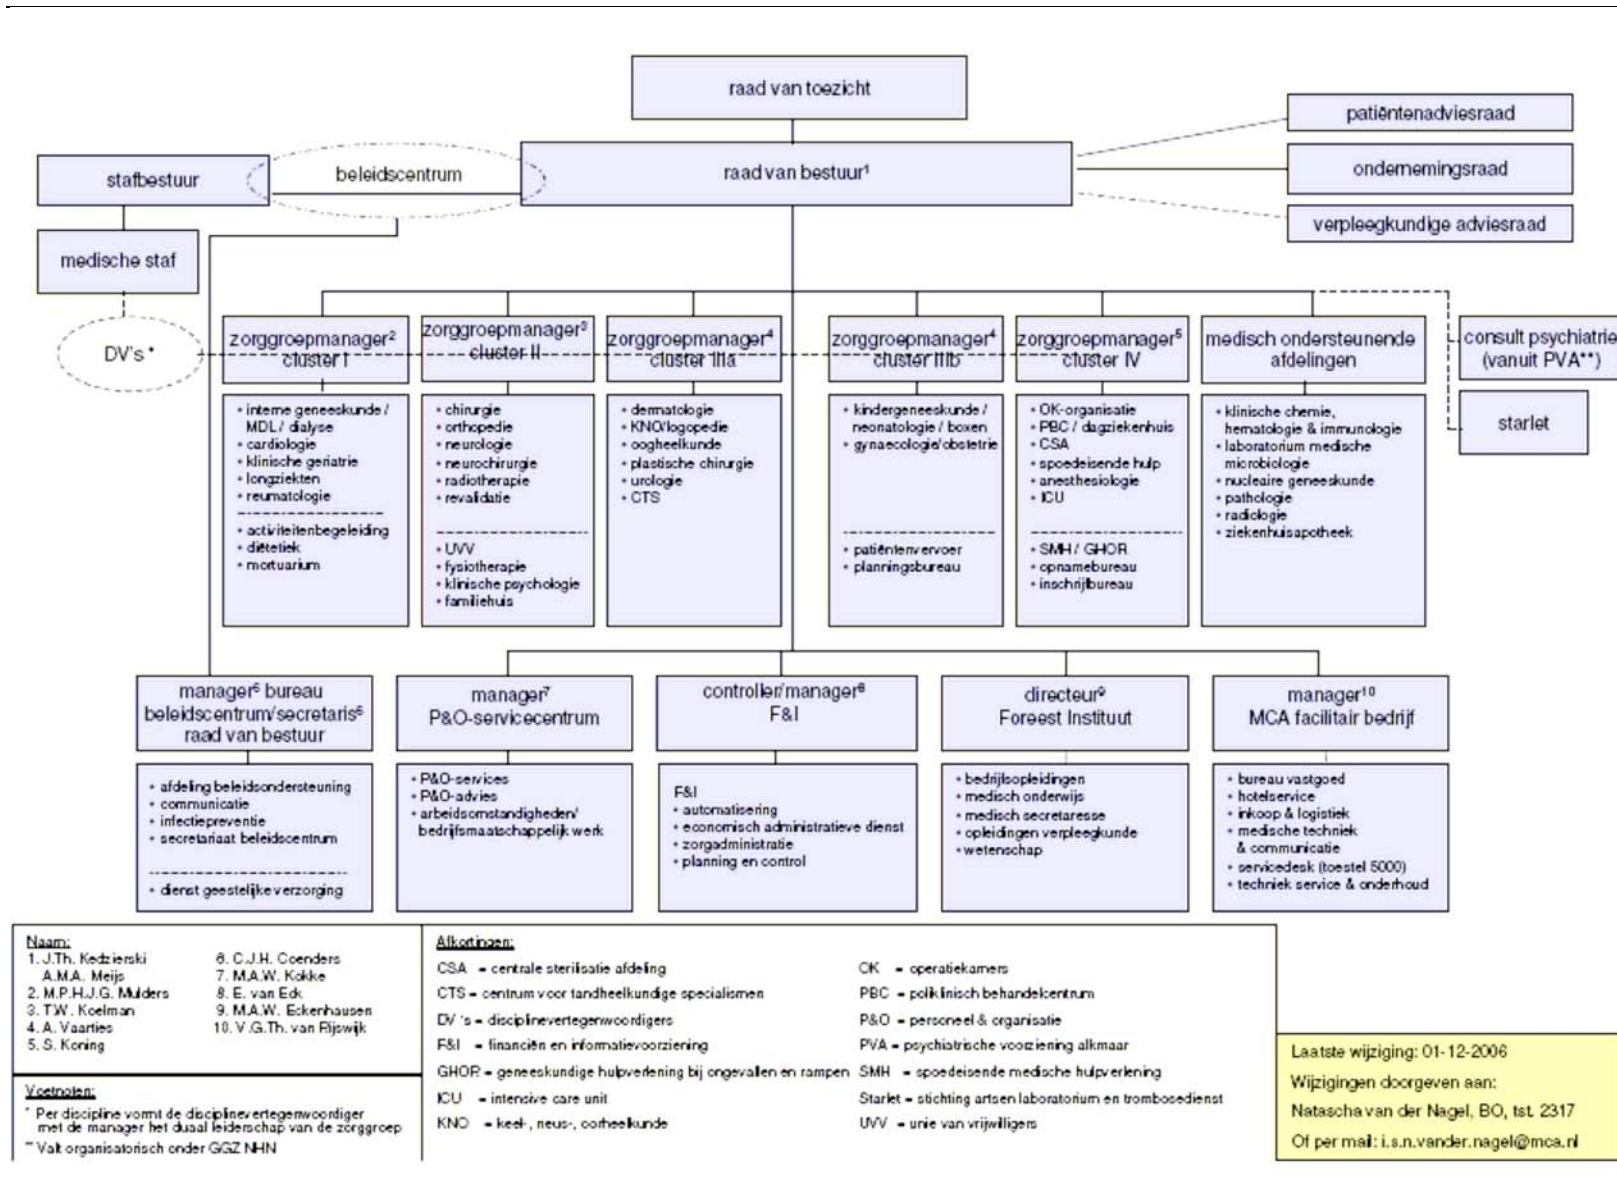 raad van toezicht
patiëntenadviesraad
stafbestuur
beleidscentrum
raad van bestuur¹
ondernemingsraad
verpleegkundige adviesraad
medische staf
DV's *
zorggroepmanager²
cluster I
zorggroepmanager³
cluster II
zorggroepmanager⁴
cluster IIIa
zorggroepmanager⁴
cluster IIIb
zorggroepmanager⁵
cluster IV
medisch ondersteunende
afdelingen
consult psychiatrie
(vanuit PVA**)
starlet
• interne geneeskunde /
MDL / dialyse
• cardiologie
• klinische geriatrie
• longziekten
• reumatologie
• activiteitenbegeleiding
• diëtetiek
• mortuarium
• chirurgie
• orthopedie
• neurologie
• neurochirurgie
• radiotherapie
• revalidatie
• UVV
• fysiotherapie
• klinische psychologie
• familiehuis
• dermatologie
• KNO/logopedie
• oogheelkunde
• plastische chirurgie
• urologie
• CTS
• kindergeneeskunde /
neonatologie / boxen
• gynaecologie/obstetrie
• patiëntenvervoer
• planningsbureau
• OK-organisatie
• PBC / dagziekenhuis
• CSA
• spoedeisende hulp
• anesthesiologie
• ICU
• SMH / GHOR
• opnamebureau
• inschrijfbureau
• klinische chemie,
hematologie & immunologie
• laboratorium medische
microbiologie
• nucleaire geneeskunde
• pathologie
• radiologie
• ziekenhuisapotheek
manager⁶ bureau
beleidscentrum/secretaris⁶
raad van bestuur
manager⁷
P&O-servicecentrum
controller/manager⁸
F&I
directeur⁹
Foreest Instituut
manager¹⁰
MCA facilitair bedrijf
• afdeling beleidsondersteuning
• communicatie
• infectiepreventie
• secretariaat beleidscentrum
• dienst geestelijke verzorging
• P&O-services
• P&O-advies
• arbeidsomstandigheden/
bedrijfsmaatschappelijk werk
F&I
• automatisering
• economisch administratieve dienst
• zorgadministratie
• planning en control
• bedrijfsopleidingen
• medisch onderwijs
• medisch secretaresse
• opleidingen verpleegkunde
• wetenschap
• bureau vastgoed
• hotelservice
• inkoop & logistiek
• medische techniek
& communicatie
• servicedesk (toestel 5000)
• techniek service & onderhoud
Naam:
1. J.Th. Kedzierski
A.M.A. Meijs
2. M.P.H.J.G. Mulders
3. T.W. Koelman
4. A. Vaarties
5. S. Koning
6. C.J.H. Coenders
7. M.A.W. Kokke
8. E. van Eck
9. M.A.W. Eckenhausen
10. V.G.Th. van Rijswijk
Voetnoten:
* Per discipline vormt de disciplinevertegenwoordiger
met de manager het duaal leiderschap van de zorggroep
** Valt organisatorisch onder GGZ NHN
Afkortingen:
CSA = centrale sterilisatie afdeling
CTS = centrum voor tandheelkundige specialismen
DV 's = disciplinevertegenwoordigers
F&I = financiën en informatievoorziening
GHOR = geneeskundige hulpverlening bij ongevallen en rampen
ICU = intensive care unit
KNO = keel-, neus-, oorheelkunde
OK = operatiekamers
PBC = poliklinisch behandelcentrum
P&O = personeel & organisatie
PVA = psychiatrische voorziening alkmaar
SMH = spoedeisende medische hulpverlening
Starlet = stichting artsen laboratorium en trombosedienst
UVV = unie van vrijwilligers
Laatste wijziging: 01-12-2006
Wijzigingen doorgeven aan:
Natascha van der Nagel, BO, tst. 2317
Of per mail: i.s.n.vander.nagel@mca.nl